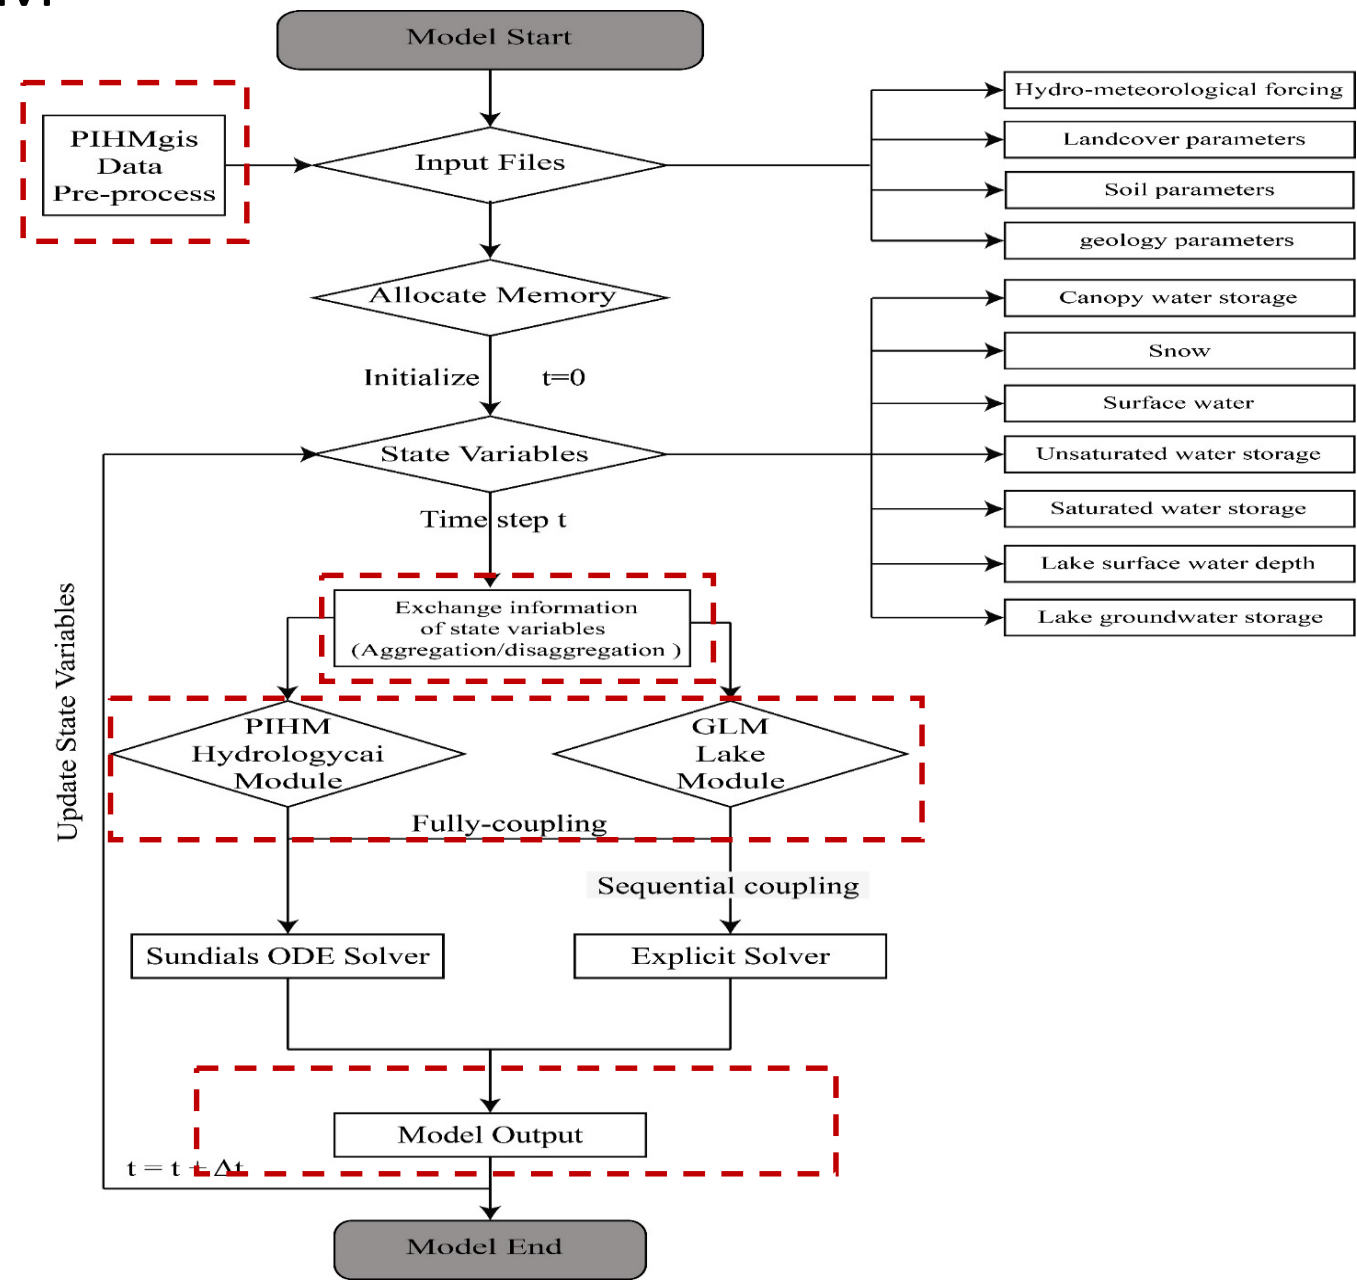 Model Start
PIHMgis
Data
Pre-process
Input Files
Hydro-meteorological forcing
Landcover parameters
Soil parameters
geology parameters
Allocate Memory
Initialize t=0
State Variables
Canopy water storage
Snow
Surface water
Unsaturated water storage
Saturated water storage
Lake surface water depth
Lake groundwater storage
Time step t
Exchange information
of state variables
(Aggregation/disaggregation )
Update State Variables
PIHM
Hydrologycai
Module
GLM
Lake
Module
Fully-coupling
Sequential coupling
Sundials ODE Solver
Explicit Solver
Model Output
t = t + Δt
Model End